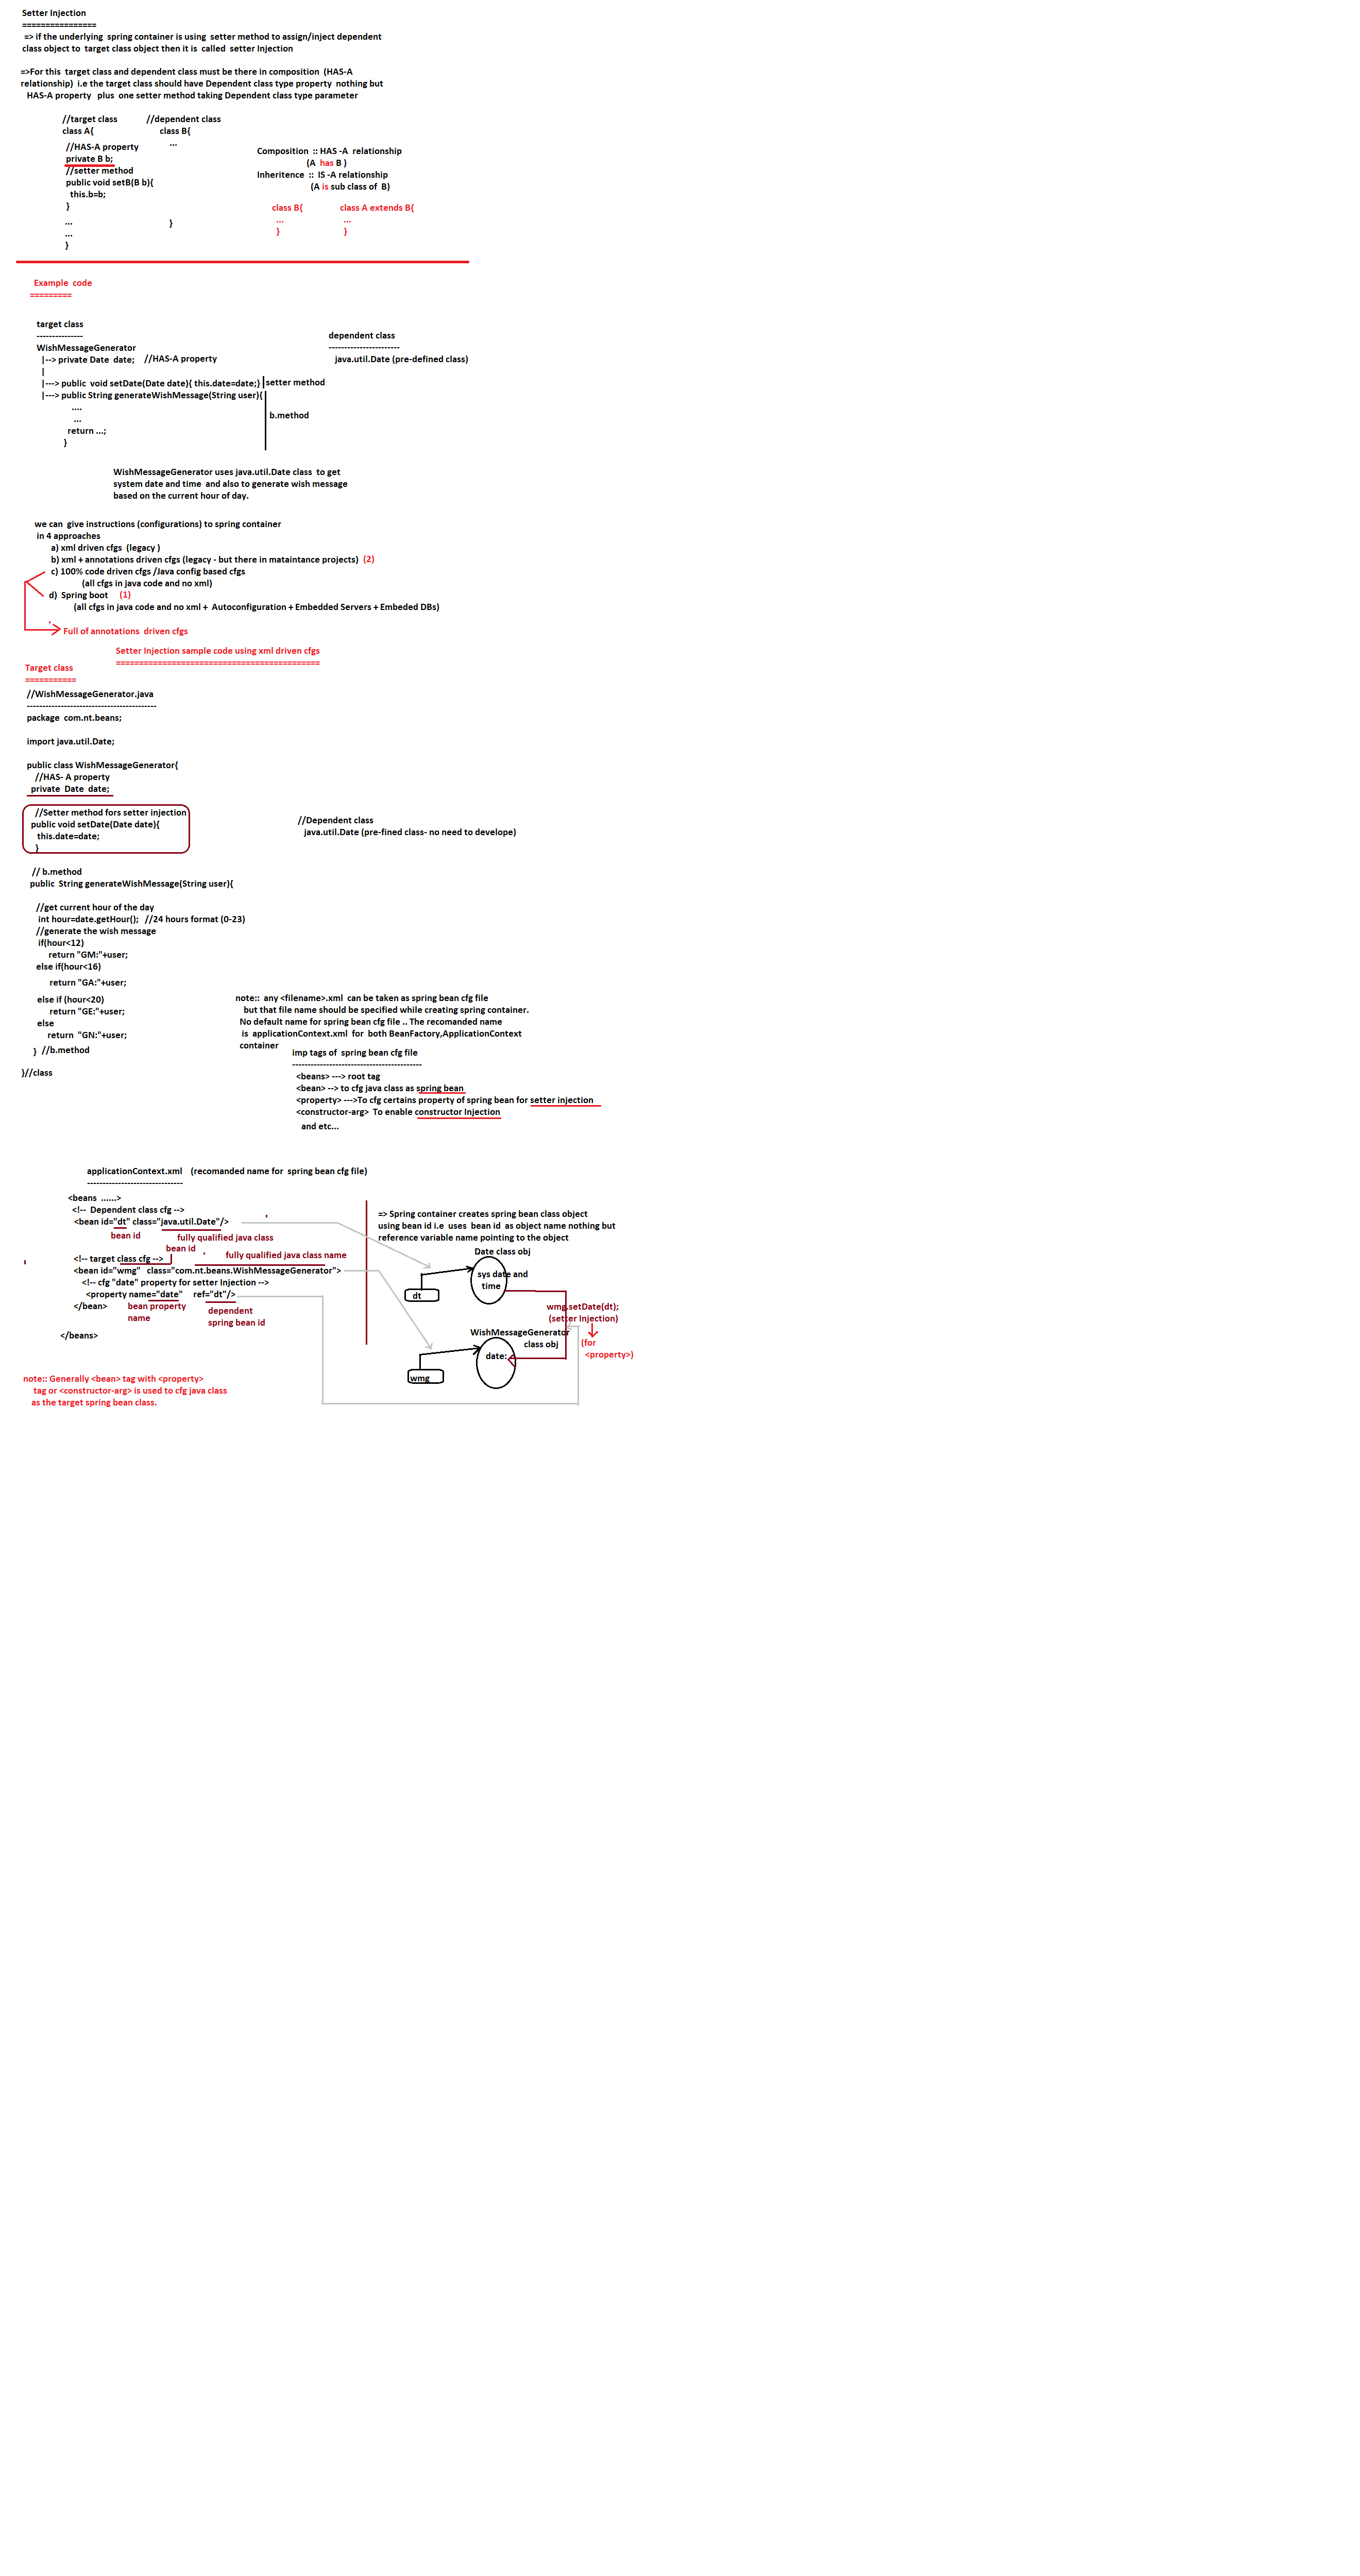 Setter Injection
================
=> if the underlying spring container is using setter method to assign/inject dependent
class object to target class object then it is called setter Injection
=>For this target class and dependent class must be there in composition (HAS-A
relationship) i.e the target class should have Dependent class type property nothing but
HAS-A property plus one setter method taking Dependent class type parameter
//target class
class A{
//HAS-A property
private B b;
//setter method
public void setB(B b){
this.b=b;
}
...
...
}
//dependent class
class B{
...
}
Composition :: HAS -A relationship
(A has B )
Inheritence :: IS -A relationship
(A is sub class of B)
class B{
...
}
class A extends B{
...
}
Example code
=========
target class
---------------
WishMessageGenerator
|--> private Date date; //HAS-A property
|
|---> public void setDate(Date date){ this.date=date;}
setter method
|---> public String generateWishMessage(String user){
....
...
return ...;
}
b.method
dependent class
-----------------------
java.util.Date (pre-defined class)
WishMessageGenerator uses java.util.Date class to get
system date and time and also to generate wish message
based on the current hour of day.
we can give instructions (configurations) to spring container
in 4 approaches
a) xml driven cfgs (legacy )
b) xml + annotations driven cfgs (legacy - but there in mataintance projects) (2)
c) 100% code driven cfgs /Java config based cfgs
(all cfgs in java code and no xml)
d) Spring boot (1)
(all cfgs in java code and no xml + Autoconfiguration + Embedded Servers + Embeded DBs)
Full of annotations driven cfgs
Setter Injection sample code using xml driven cfgs
============================================
Target class
===========
//WishMessageGenerator.java
------------------------------------------
package com.nt.beans;
import java.util.Date;
public class WishMessageGenerator{
//HAS- A property
private Date date;
//Setter method fors setter injection
public void setDate(Date date){
this.date=date;
}
//Dependent class
java.util.Date (pre-fined class- no need to develope)
// b.method
public String generateWishMessage(String user){
//get current hour of the day
int hour=date.getHour(); //24 hours format (0-23)
//generate the wish message
if(hour<12)
return "GM:"+user;
else if(hour<16)
return "GA:"+user;
else if (hour<20)
return "GE:"+user;
else
return "GN:"+user;
} //b.method
}//class
note:: any <filename>.xml can be taken as spring bean cfg file
but that file name should be specified while creating spring container.
No default name for spring bean cfg file .. The recomanded name
is applicationContext.xml for both BeanFactory,ApplicationContext
container
imp tags of spring bean cfg file
------------------------------------------
<beans> ---> root tag
<bean> --> to cfg java class as spring bean
<property> --->To cfg certains property of spring bean for setter injection
<constructor-arg> To enable constructor Injection
and etc...
applicationContext.xml (recomanded name for spring bean cfg file)
-------------------------------
<beans ......>
<!-- Dependent class cfg -->
<bean id="dt" class="java.util.Date"/>
bean id
fully qualified java class
bean id
fully qualified java class name
<!-- target class cfg -->
<bean id="wmg" class="com.nt.beans.WishMessageGenerator">
<!-- cfg "date" property for setter Injection -->
<property name="date" ref="dt"/>
</bean>
bean property
name
dependent
spring bean id
</beans>
=> Spring container creates spring bean class object
using bean id i.e uses bean id as object name nothing but
reference variable name pointing to the object
Date class obj
sys date and
time
dt
wmg.setDate(dt);
(setter Injection)
(for
<property>)
WishMessageGenerator
class obj
date:
wmg
note:: Generally <bean> tag with <property>
tag or <constructor-arg> is used to cfg java class
as the target spring bean class.